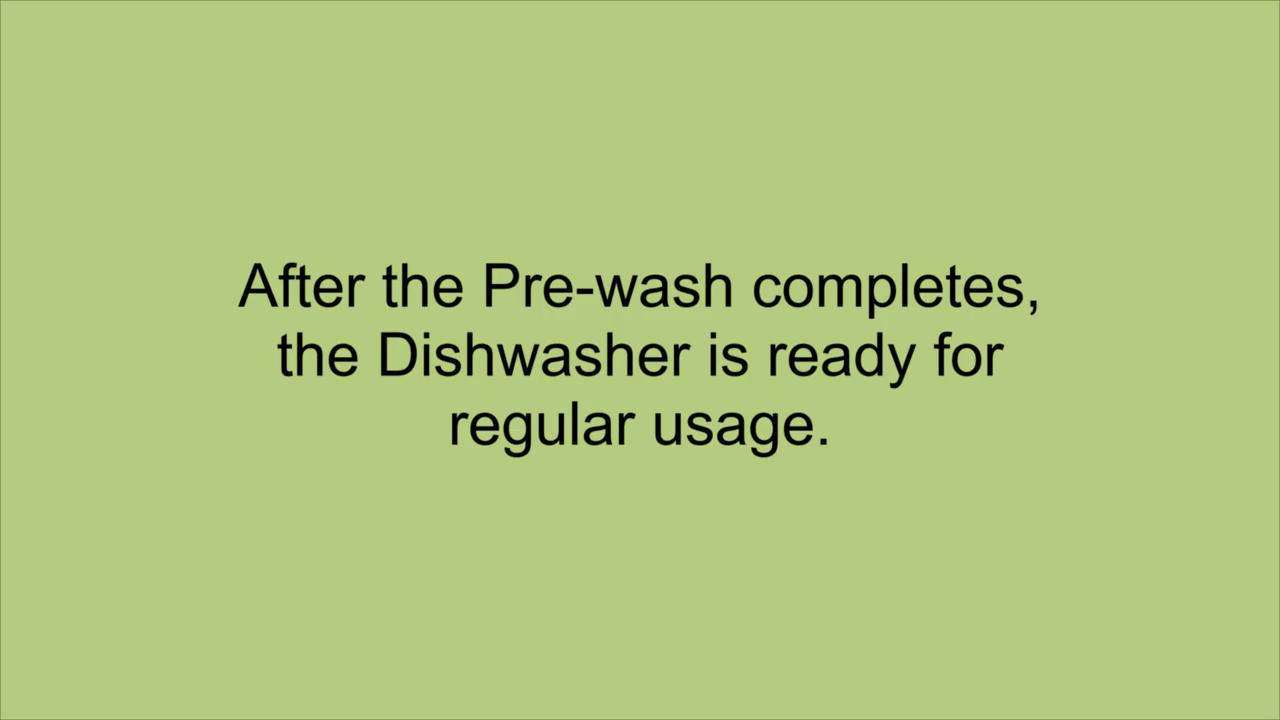 After the Pre-wash completes,
the Dishwasher is ready for
regular usage.